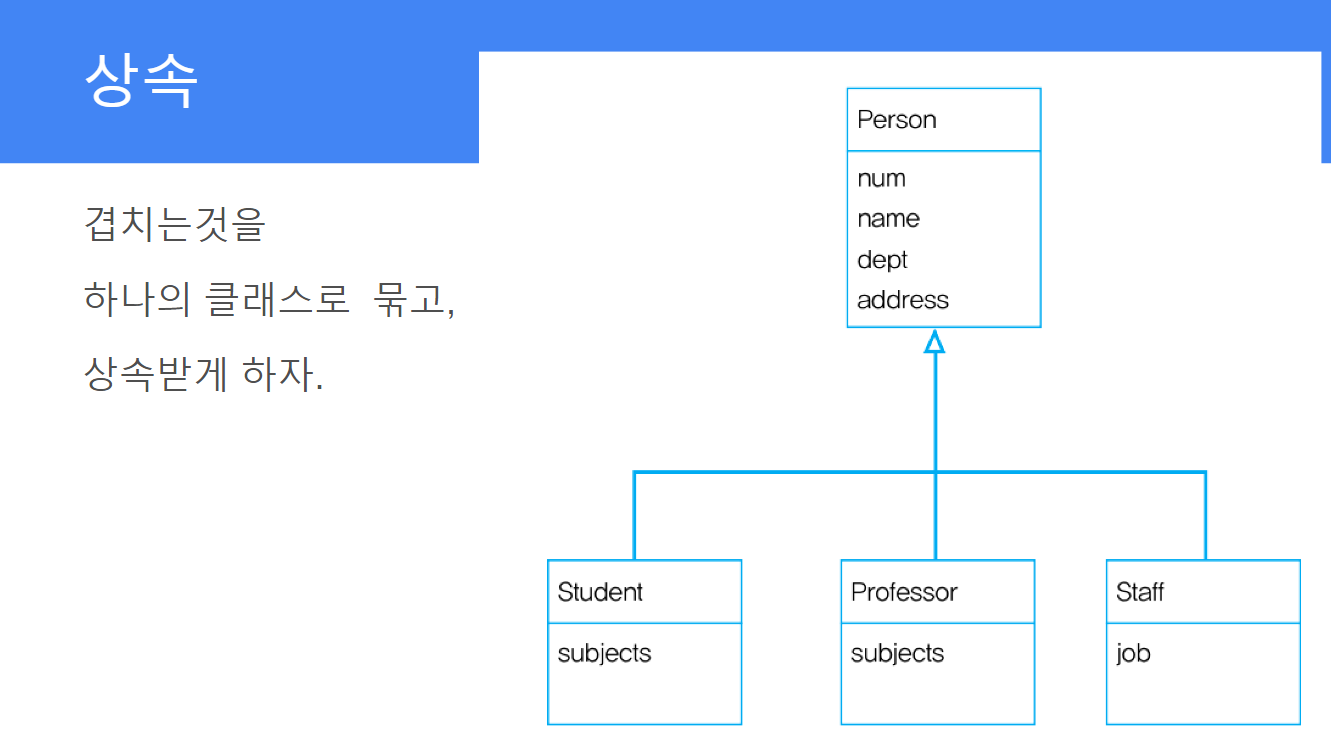 상속
겹치는것을
하나의 클래스로 묶고,
상속받게 하자.
Person
num
name
dept
address
Student
subjects
Professor
subjects
Staff
job